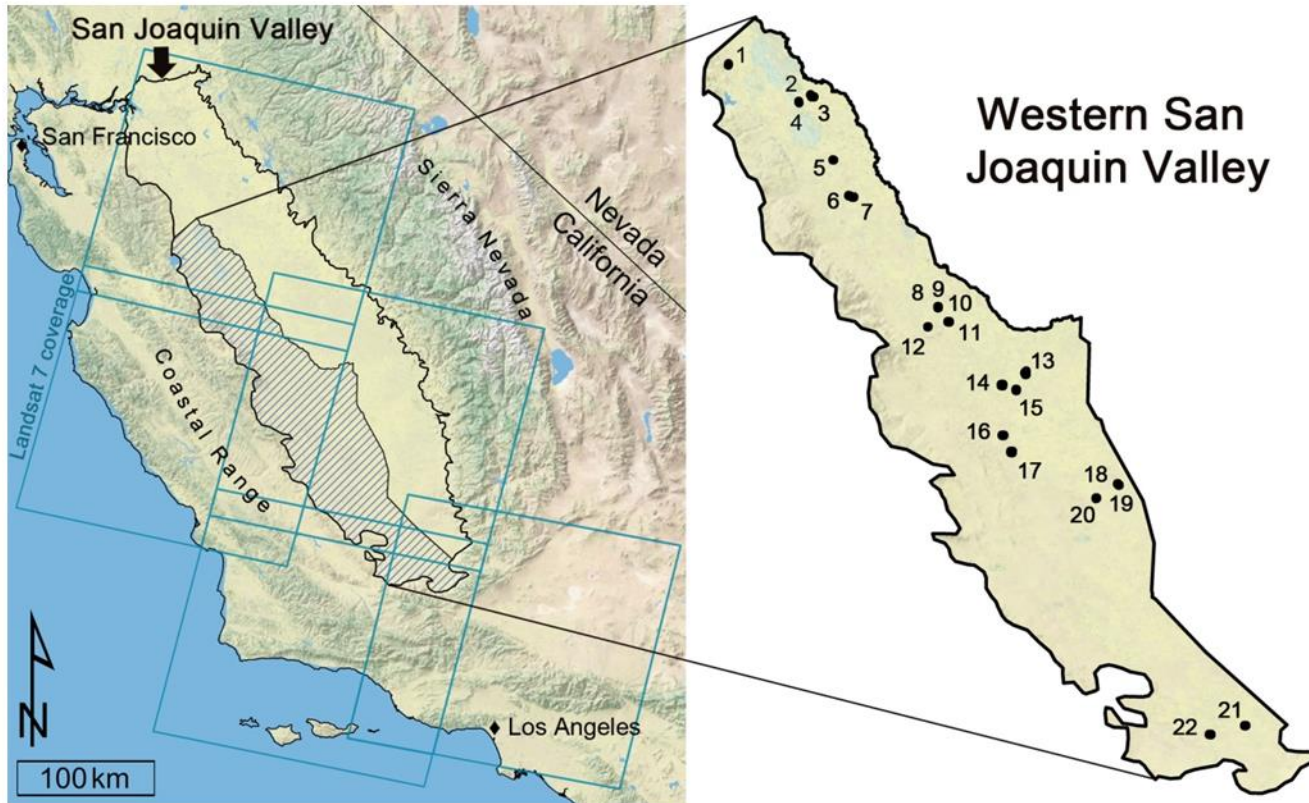 San Joaquin Valley
San Francisco
Sierra Nevada
Nevada
California
Landsat 7 coverage
Coastal Range
Los Angeles
N
100 km
Western San
Joaquin Valley
1
2
3
4
5
6
7
8
9
10
11
12
13
14
15
16
17
18
19
20
21
22